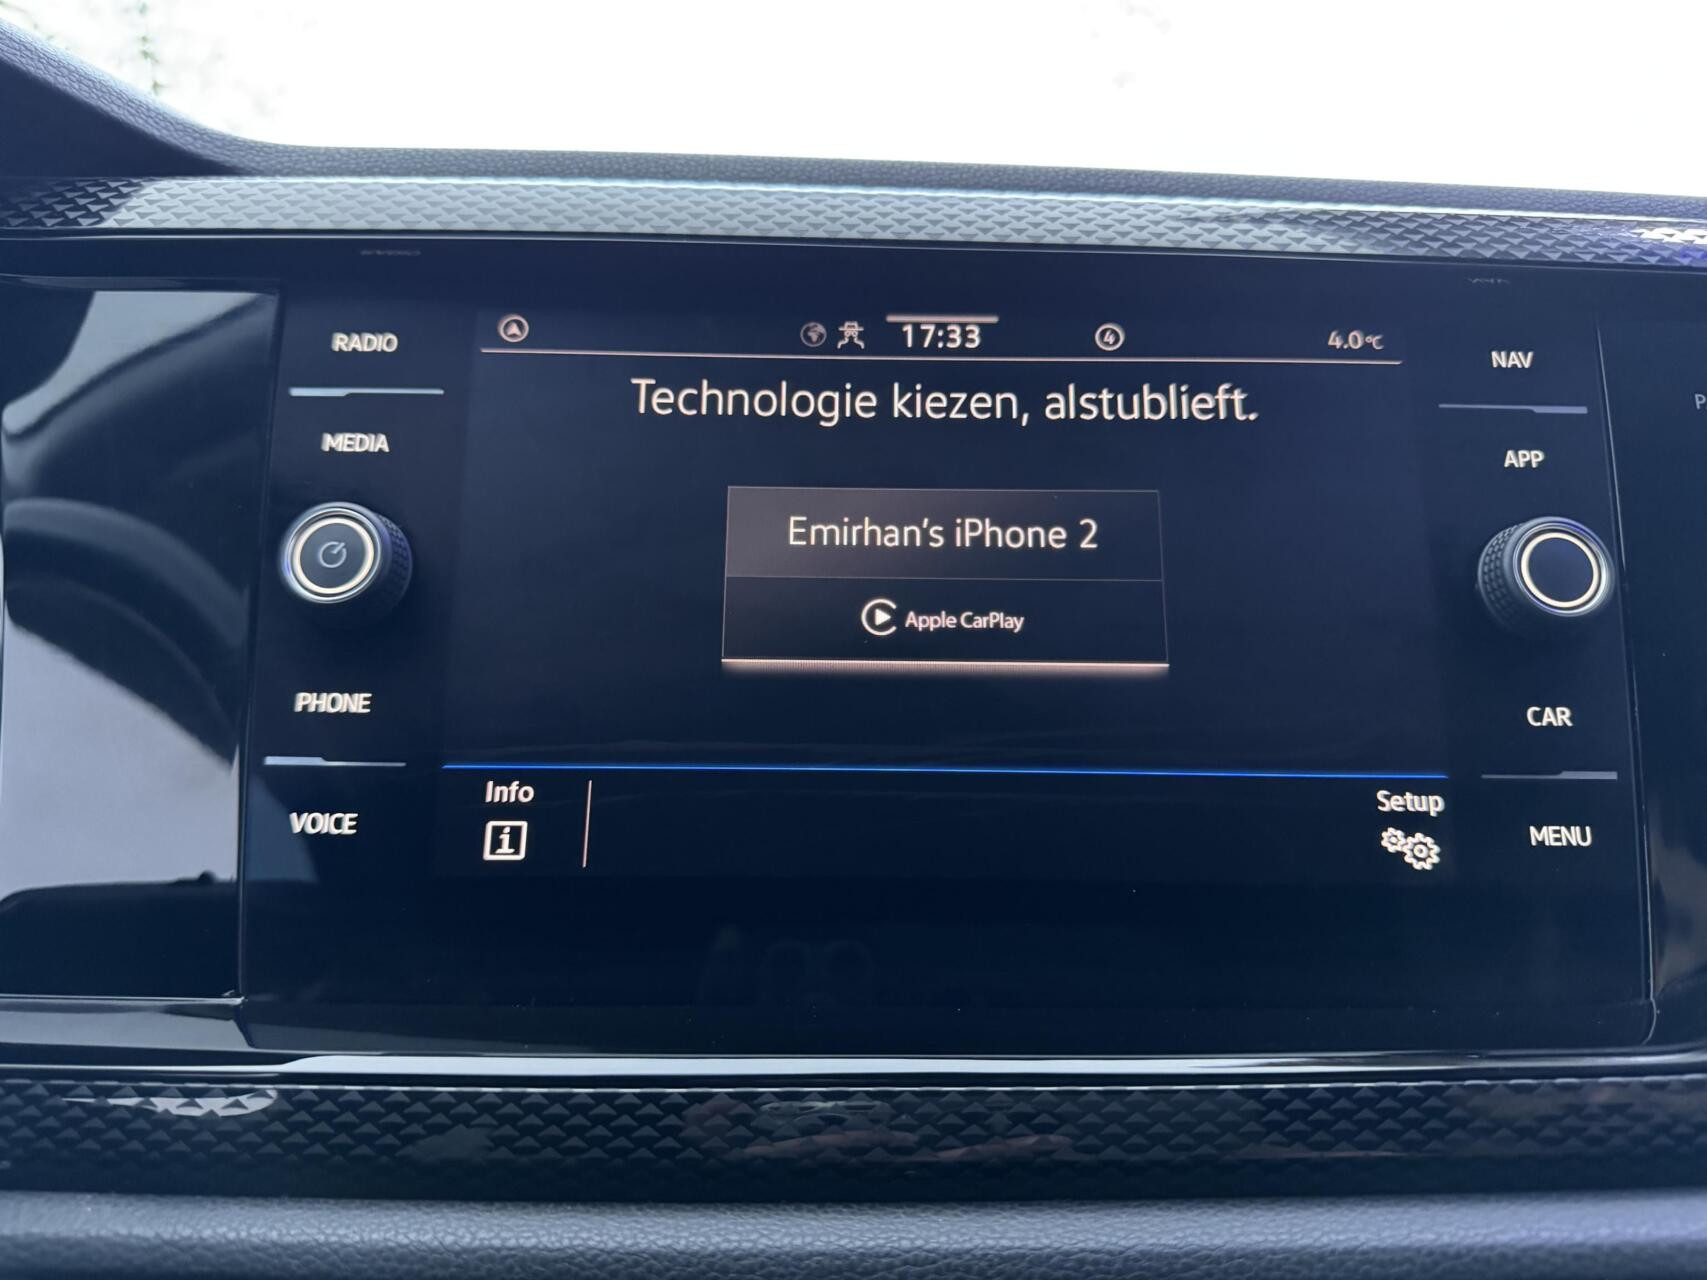 RADIO
MEDIA
PHONE
VOICE
17:33
4
4.0°C
Technologie kiezen, alstublieft.
Emirhan's iPhone 2
Apple CarPlay
Info
i
Setup
NAV
APP
CAR
MENU